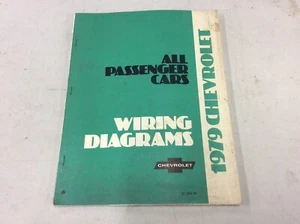 ALL
PASSENGER
CARS
WIRING
DIAGRAMS
CHEVROLET
1979 CHEVROLET